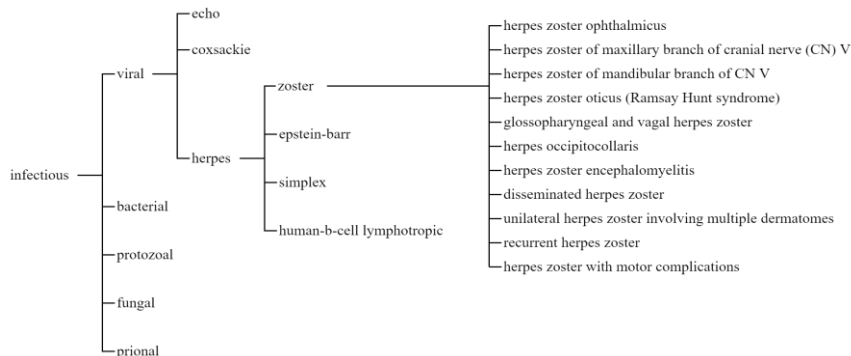 echo
coxsackie
viral
herpes
infectious
bacterial
protozoal
fungal
prional
zoster
epstein-barr
simplex
human-b-cell lymphotropic
herpes zoster ophthalmicus
herpes zoster of maxillary branch of cranial nerve (CN) V
herpes zoster of mandibular branch of CN V
herpes zoster oticus (Ramsay Hunt syndrome)
glossopharyngeal and vagal herpes zoster
herpes occipitocollaris
herpes zoster encephalomyelitis
disseminated herpes zoster
unilateral herpes zoster involving multiple dermatomes
recurrent herpes zoster
herpes zoster with motor complications